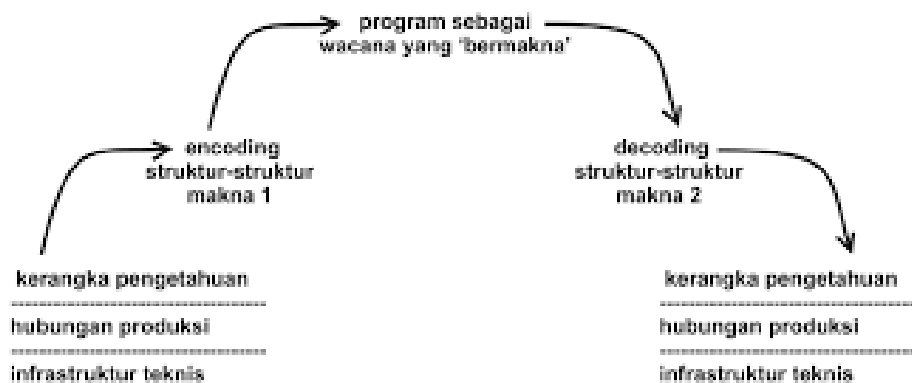 program sebagai
wacana yang 'bermakna'
encoding
struktur-struktur
makna 1
decoding
struktur-struktur
makna 2
kerangka pengetahuan
hubungan produksi
infrastruktur teknis
kerangka pengetahuan
hubungan produksi
infrastruktur teknis